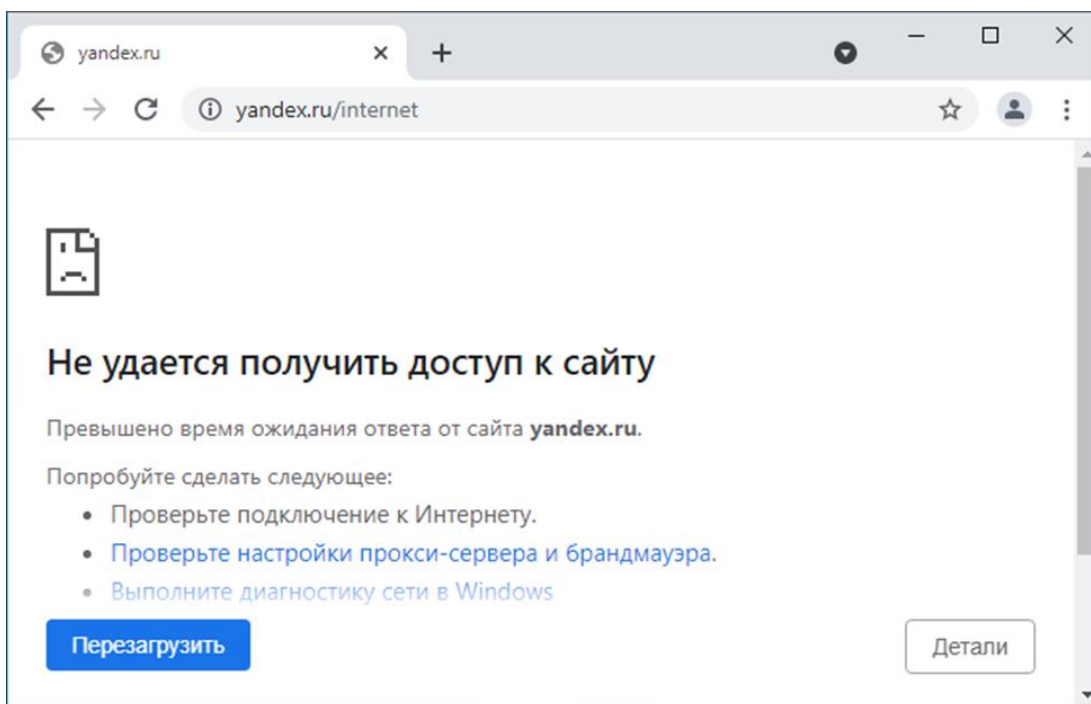 yandex.ru
yandex.ru/internet
Не удается получить доступ к сайту
Превышено время ожидания ответа от сайта yandex.ru.
Попробуйте сделать следующее:
• Проверьте подключение к Интернету.
• Проверьте настройки прокси-сервера и брандмауэра.
• Выполните диагностику сети в Windows
Перезагрузить
Детали